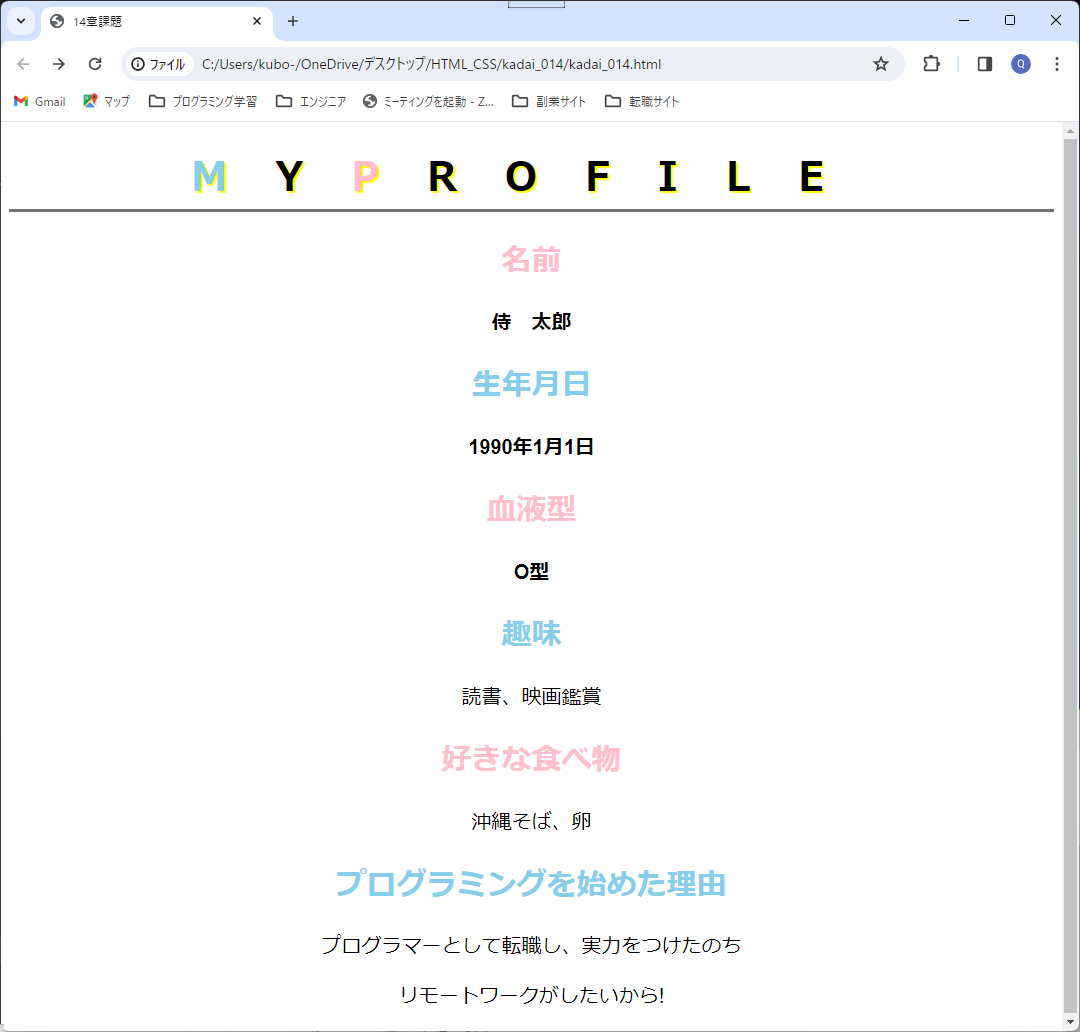 14章課題
ファイル C:/Users/kubo-/OneDrive/デスクトップ/HTML_CSS/kadai_014/kadai_014.html Q
Gmail マップ プログラミング学習 エンジニア ミーティングを起動 - Z... 副業サイト 転職サイト
M Y P R O F I L E
名前
侍　太郎
生年月日
1990年1月1日
血液型
O型
趣味
読書、映画鑑賞
好きな食べ物
沖縄そば、卵
プログラミングを始めた理由
プログラマーとして転職し、実力をつけたのち
リモートワークがしたいから!